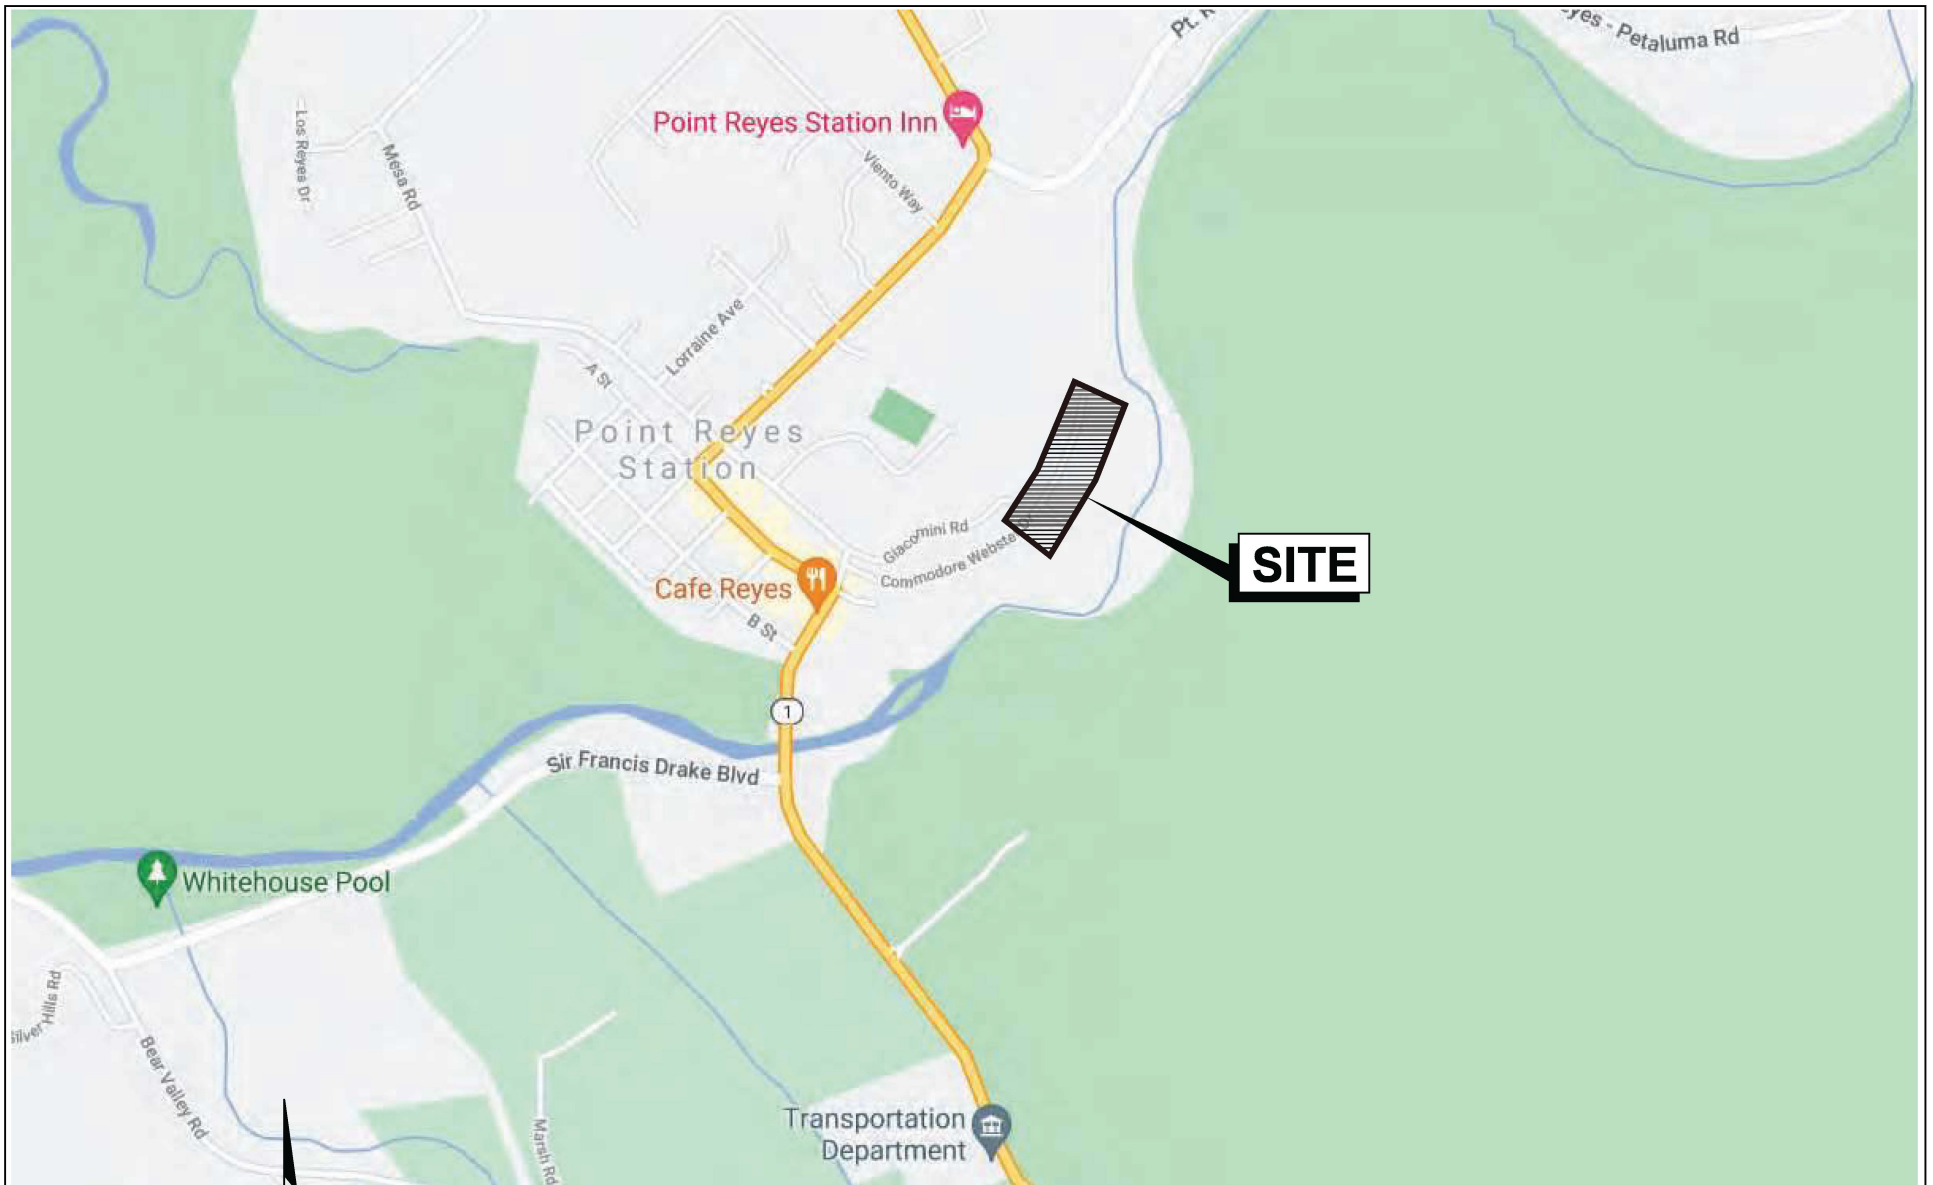 Pt. R
yes - Petaluma Rd
Point Reyes Station Inn
Los Reyes Dr
Mesa Rd
Viento Way
Lorraine Ave
A St
Point Reyes
Station
Giacomini Rd
Commodore Webster Dr
SITE
Cafe Reyes
B St
1
Sir Francis Drake Blvd
Whitehouse Pool
Silver Hills Rd
Bear Valley Rd
Marsh Rd
Transportation
Department